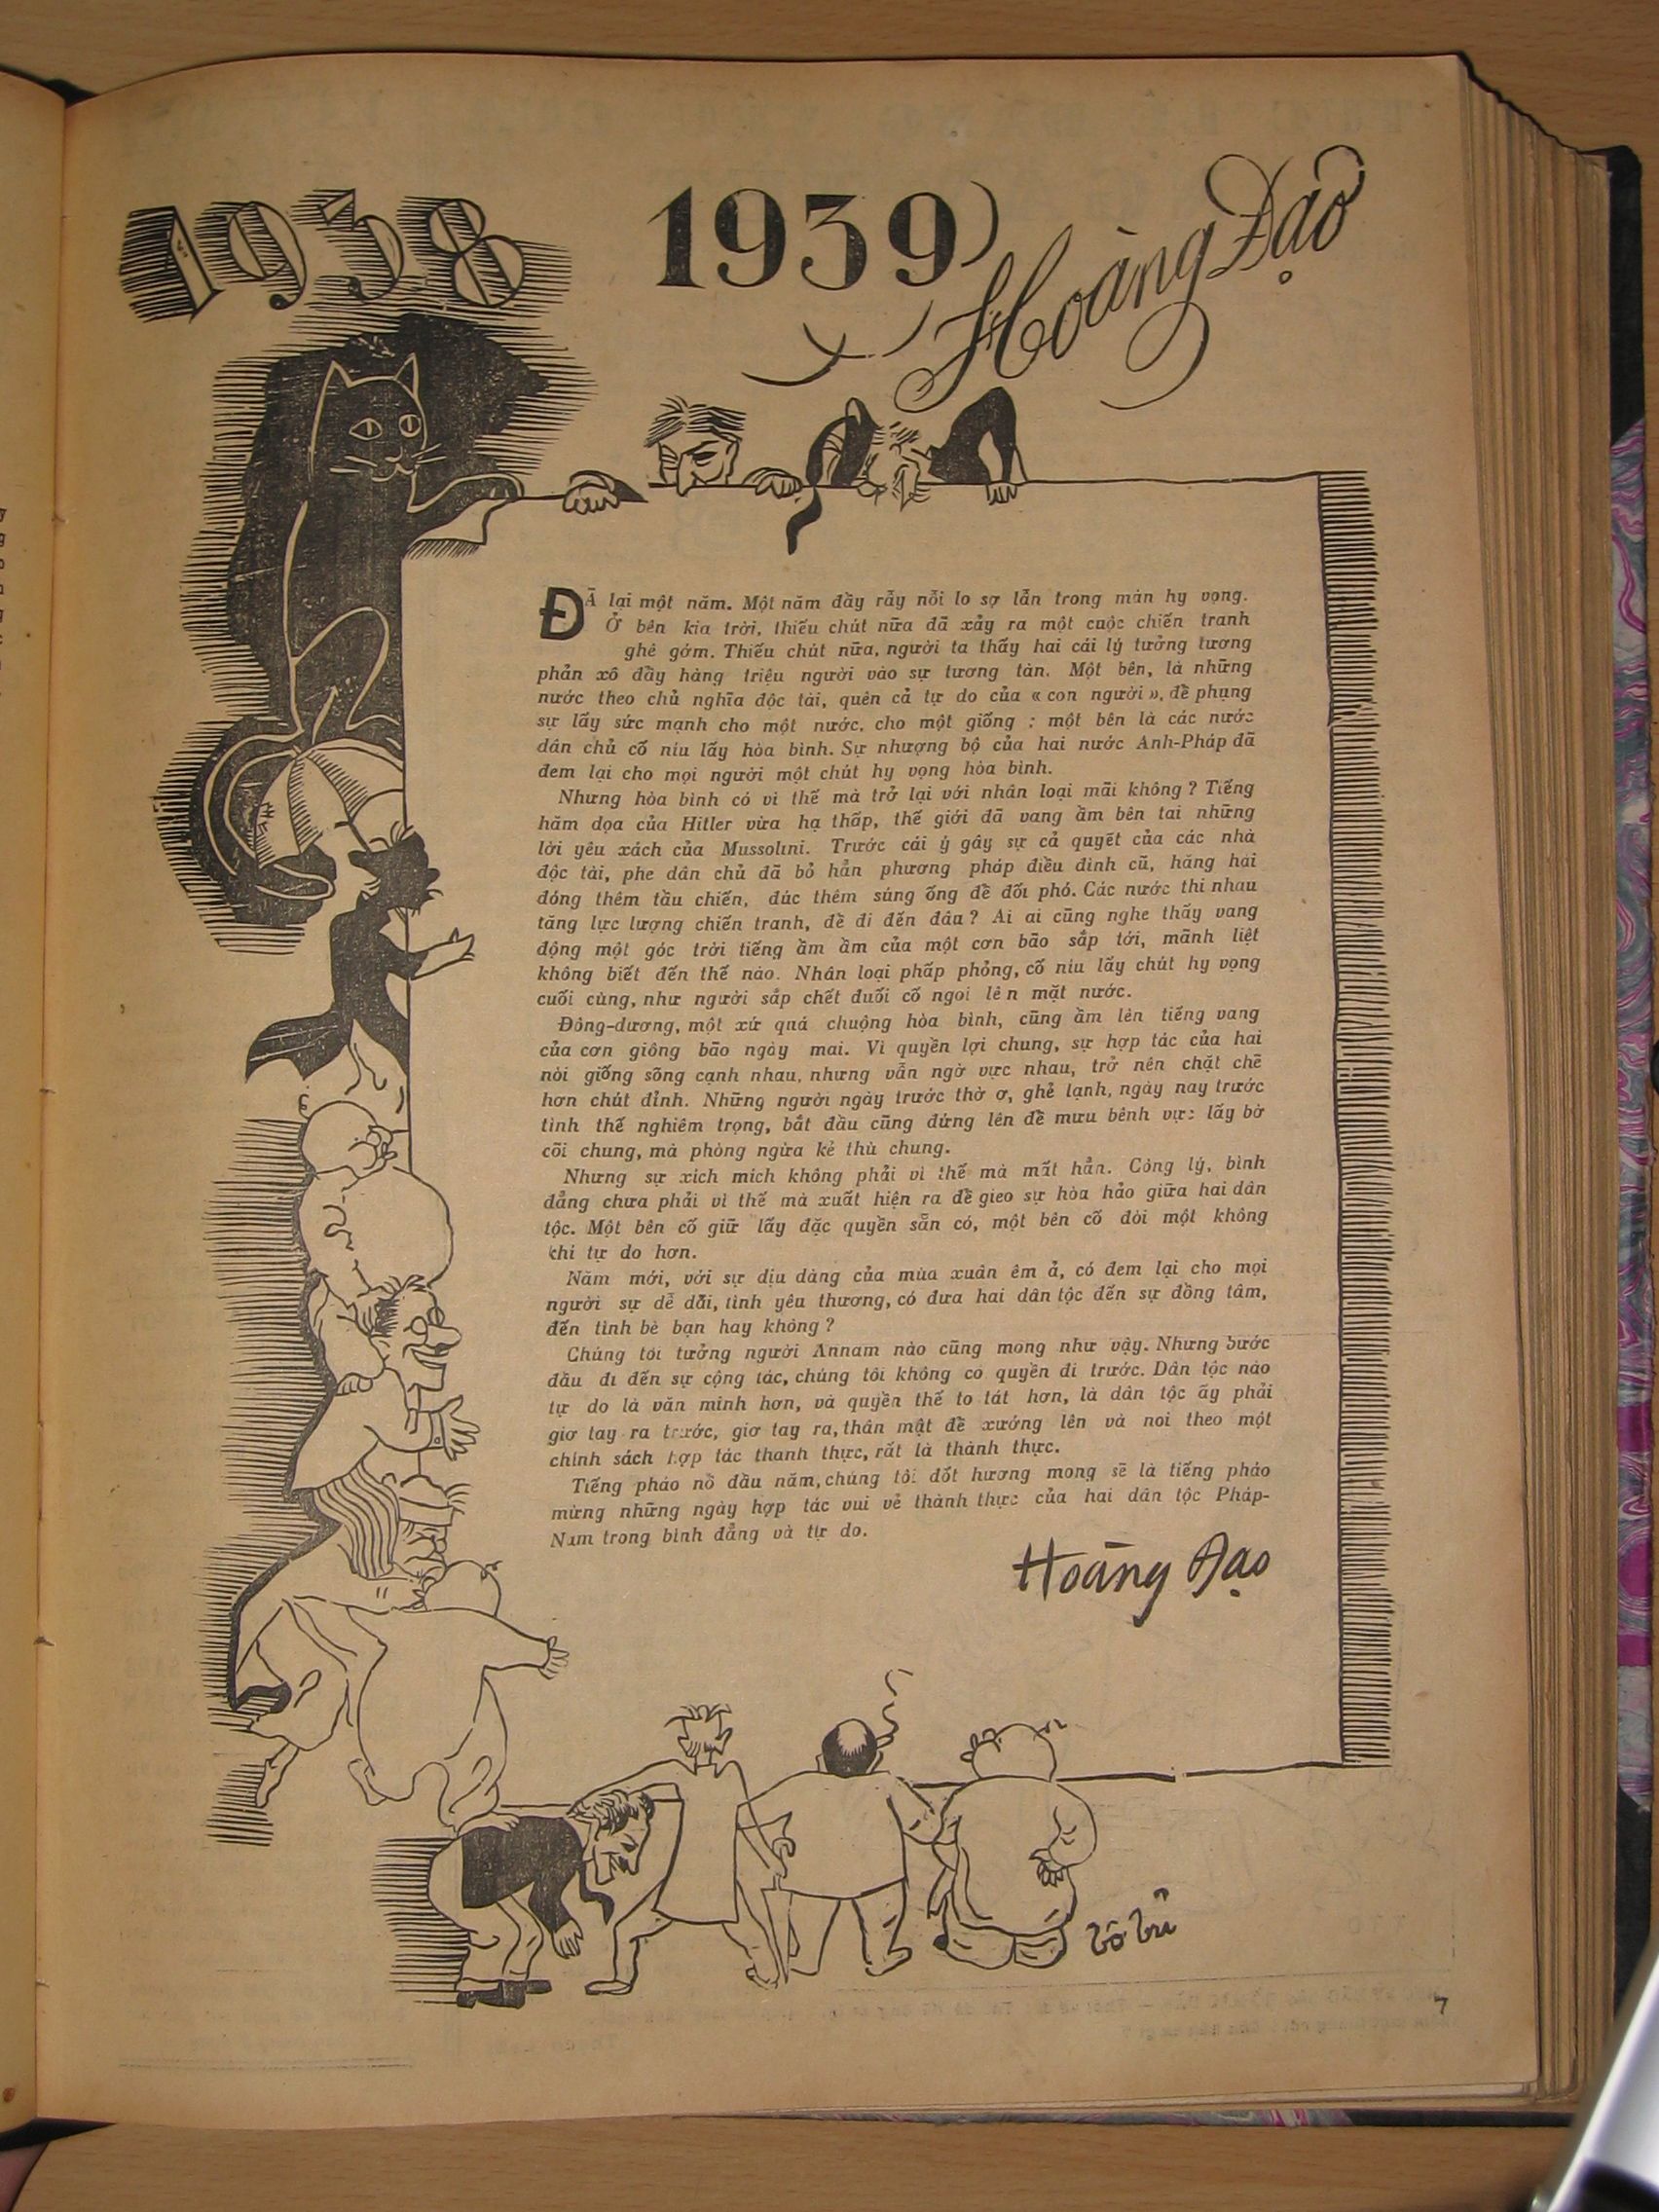 1938
1939
Hoàng Đạo
ĐÃ lại một năm. Một năm đầy rẫy nỗi lo sợ lẫn trong màn hy vọng.
Ở bên kia trời, thiếu chút nữa đã xảy ra một cuộc chiến tranh
ghê gớm. Thiếu chút nữa, người ta thấy hai cái lý tưởng tương
phản xô đẩy hàng triệu người vào sự tương tàn. Một bên, là những
nước theo chủ nghĩa độc tài, quên cả tự do của « con người », để phụng
sự lấy sức mạnh cho một nước, cho một giống ; một bên là các nước
dân chủ cố níu lấy hòa bình. Sự nhượng bộ của hai nước Anh-Pháp đã
đem lại cho mọi người một chút hy vọng hòa bình.
Nhưng hòa bình có vì thế mà trở lại với nhân loại mãi không ? Tiếng
hăm dọa của Hitler vừa hạ thấp, thế giới đã vang ầm bên tai những
lời yêu xách của Mussolini. Trước cái ý gây sự cả quyết của các nhà
độc tài, phe dân chủ đã bỏ hẳn phương pháp điều đình cũ, hăng hái
đóng thêm tầu chiến, đúc thêm súng ống để đối phó. Các nước thi nhau
tăng lực lượng chiến tranh, để đi đến đâu ? Ai ai cũng nghe thấy vang
động một góc trời tiếng ầm ầm của một cơn bão sắp tới, mãnh liệt
không biết đến thế nào. Nhân loại phấp phỏng, cố níu lấy chút hy vọng
cuối cùng, như người sắp chết đuối cố ngoi lên mặt nước.
Đông-dương, một xứ quá chuộng hòa bình, cũng ầm lên tiếng vang
của cơn giông bão ngày mai. Vì quyền lợi chung, sự hợp tác của hai
nòi giống sống cạnh nhau, nhưng vẫn ngờ vực nhau, trở nên chặt chẽ
hơn chút đỉnh. Những người ngày trước thờ ơ, ghẻ lạnh, ngày nay trước
tình thế nghiêm trọng, bắt đầu cùng đứng lên để mưu bênh vực lấy bờ
cõi chung, mà phòng ngừa kẻ thù chung.
Nhưng sự xích mích không phải vì thế mà mất hẳn. Công lý, bình
đẳng chưa phải vì thế mà xuất hiện ra để gieo sự hòa hảo giữa hai dân
tộc. Một bên cố giữ lấy đặc quyền sẵn có, một bên cố đòi một không
khí tự do hơn.
Năm mới, với sự dịu dàng của mùa xuân êm ả, có đem lại cho mọi
người sự dễ dãi, tình yêu thương, có đưa hai dân tộc đến sự đồng tâm,
đến tình bè bạn hay không ?
Chúng tôi tưởng người Annam nào cũng mong như vậy. Nhưng bước
đầu đi đến sự cộng tác, chúng tôi không có quyền đi trước. Dân tộc nào
tự do là văn minh hơn, và quyền thế to tát hơn, là dân tộc ấy phải
giơ tay ra trước, giơ tay ra, thân mật để xướng lên và noi theo một
chính sách hợp tác thanh thực, rất là thành thực.
Tiếng pháo nổ đầu năm, chúng tôi đốt hương mong sẽ là tiếng pháo
mừng những ngày hợp tác vui vẻ thành thực của hai dân tộc Pháp-
Nam trong bình đẳng và tự do.
Hoàng Đạo
7